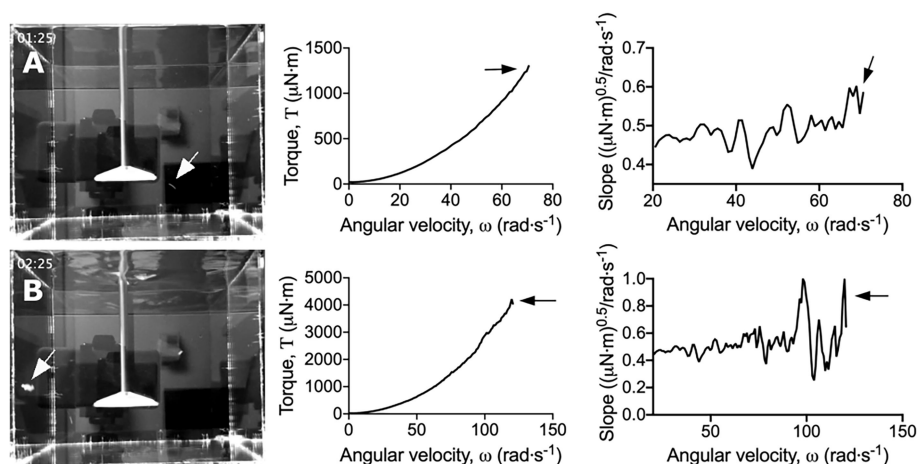 01:25
A
1500
1000
500
0
0 20 40 60 80
Torque, T (μN·m)
Angular velocity, ω (rad·s⁻¹)
0.7
0.6
0.5
0.4
20 40 60 80
Slope ((μN·m)⁰·⁵/rad·s⁻¹)
Angular velocity, ω (rad·s⁻¹)
02:25
B
5000
4000
3000
2000
1000
0
0 50 100 150
Torque, T (μN·m)
Angular velocity, ω (rad·s⁻¹)
1.0
0.8
0.6
0.4
0.2
0.0
50 100 150
Slope ((μN·m)⁰·⁵/rad·s⁻¹)
Angular velocity, ω (rad·s⁻¹)